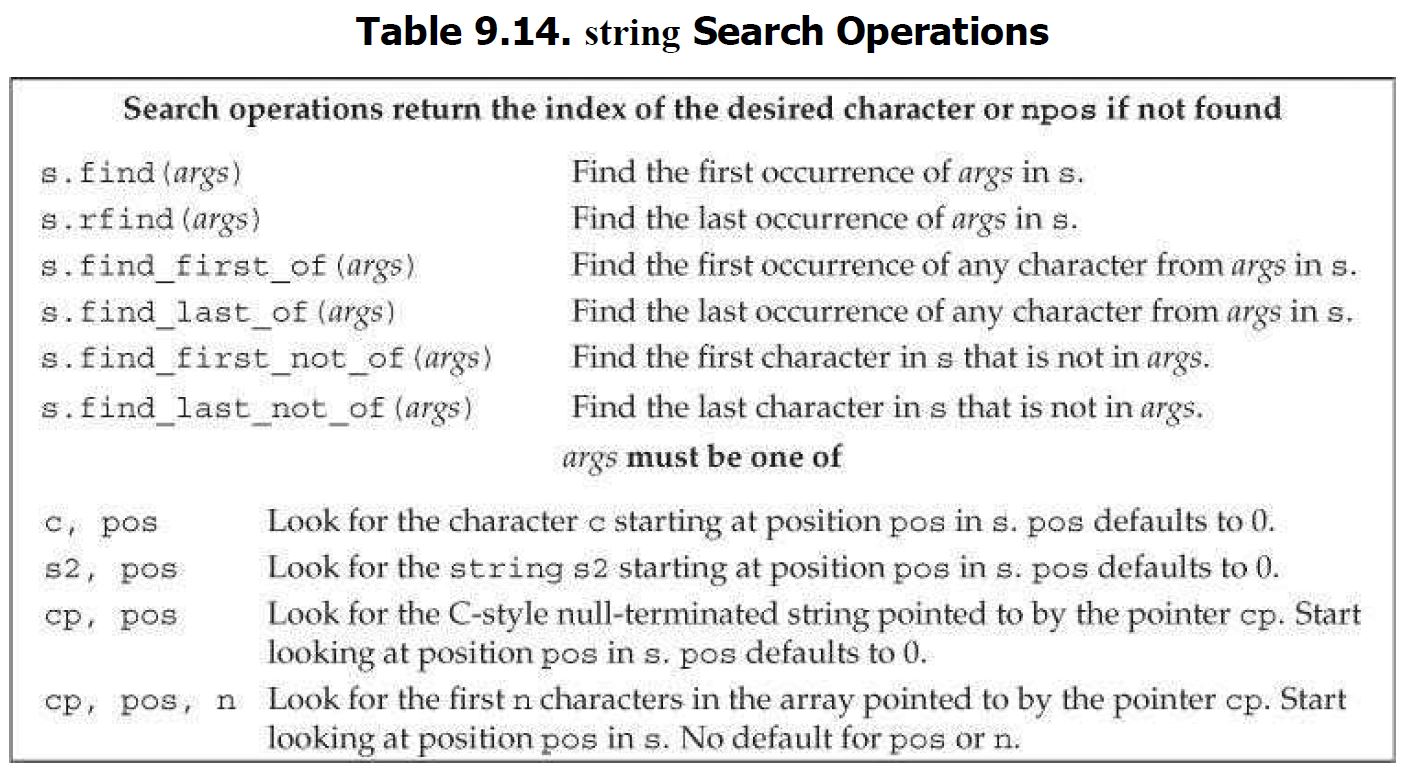 Table 9.14. string Search Operations
Search operations return the index of the desired character or npos if not found
s.find(args) Find the first occurrence of args in s.
s.rfind(args) Find the last occurrence of args in s.
s.find_first_of(args) Find the first occurrence of any character from args in s.
s.find_last_of(args) Find the last occurrence of any character from args in s.
s.find_first_not_of(args) Find the first character in s that is not in args.
s.find_last_not_of(args) Find the last character in s that is not in args.
args must be one of
c, pos Look for the character c starting at position pos in s. pos defaults to 0.
s2, pos Look for the string s2 starting at position pos in s. pos defaults to 0.
cp, pos Look for the C-style null-terminated string pointed to by the pointer cp. Start
looking at position pos in s. pos defaults to 0.
cp, pos, n Look for the first n characters in the array pointed to by the pointer cp. Start
looking at position pos in s. No default for pos or n.